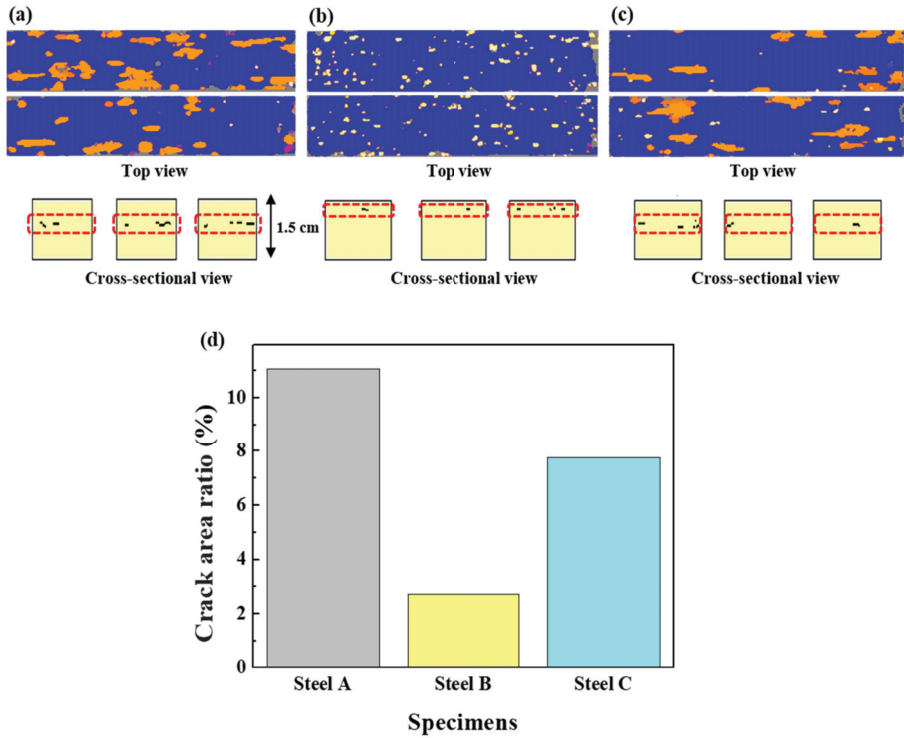 (a)
(b)
(c)
Top view
Top view
Top view
1.5 cm
Cross-sectional view
Cross-sectional view
Cross-sectional view
(d)
Crack area ratio (%)
10
8
6
4
2
0
Steel A
Steel B
Steel C
Specimens